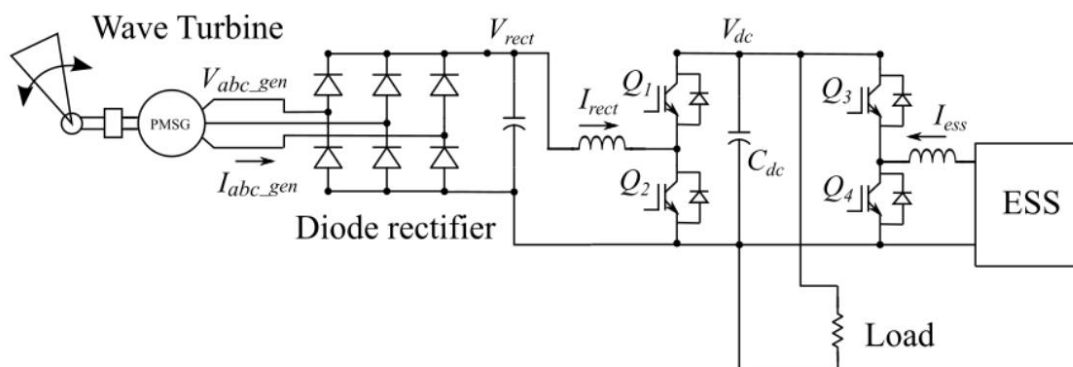 Wave Turbine
V_abc_gen
PMSG
I_abc_gen
Diode rectifier
V_rect
I_rect
Q_1
Q_2
V_dc
C_dc
Q_3
Q_4
I_ess
ESS
Load